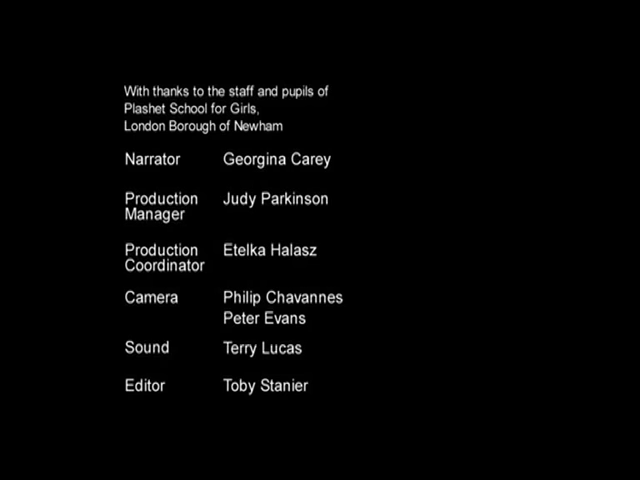 With thanks to the staff and pupils of
Plashet School for Girls,
London Borough of Newham
Narrator Georgina Carey
Production Judy Parkinson
Manager
Production Etelka Halasz
Coordinator
Camera Philip Chavannes
Peter Evans
Sound Terry Lucas
Editor Toby Stanier